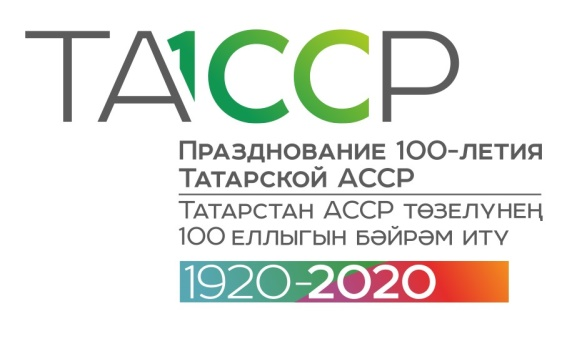 ТА1ССР
ПРАЗДНОВАНИЕ 100-ЛЕТИЯ
ТАТАРСКОЙ АССР
ТАТАРСТАН АССР ТӨЗЕЛҮНЕҢ
100 ЕЛЛЫГЫН БӘЙРӘМ ИТҮ
1920-2020